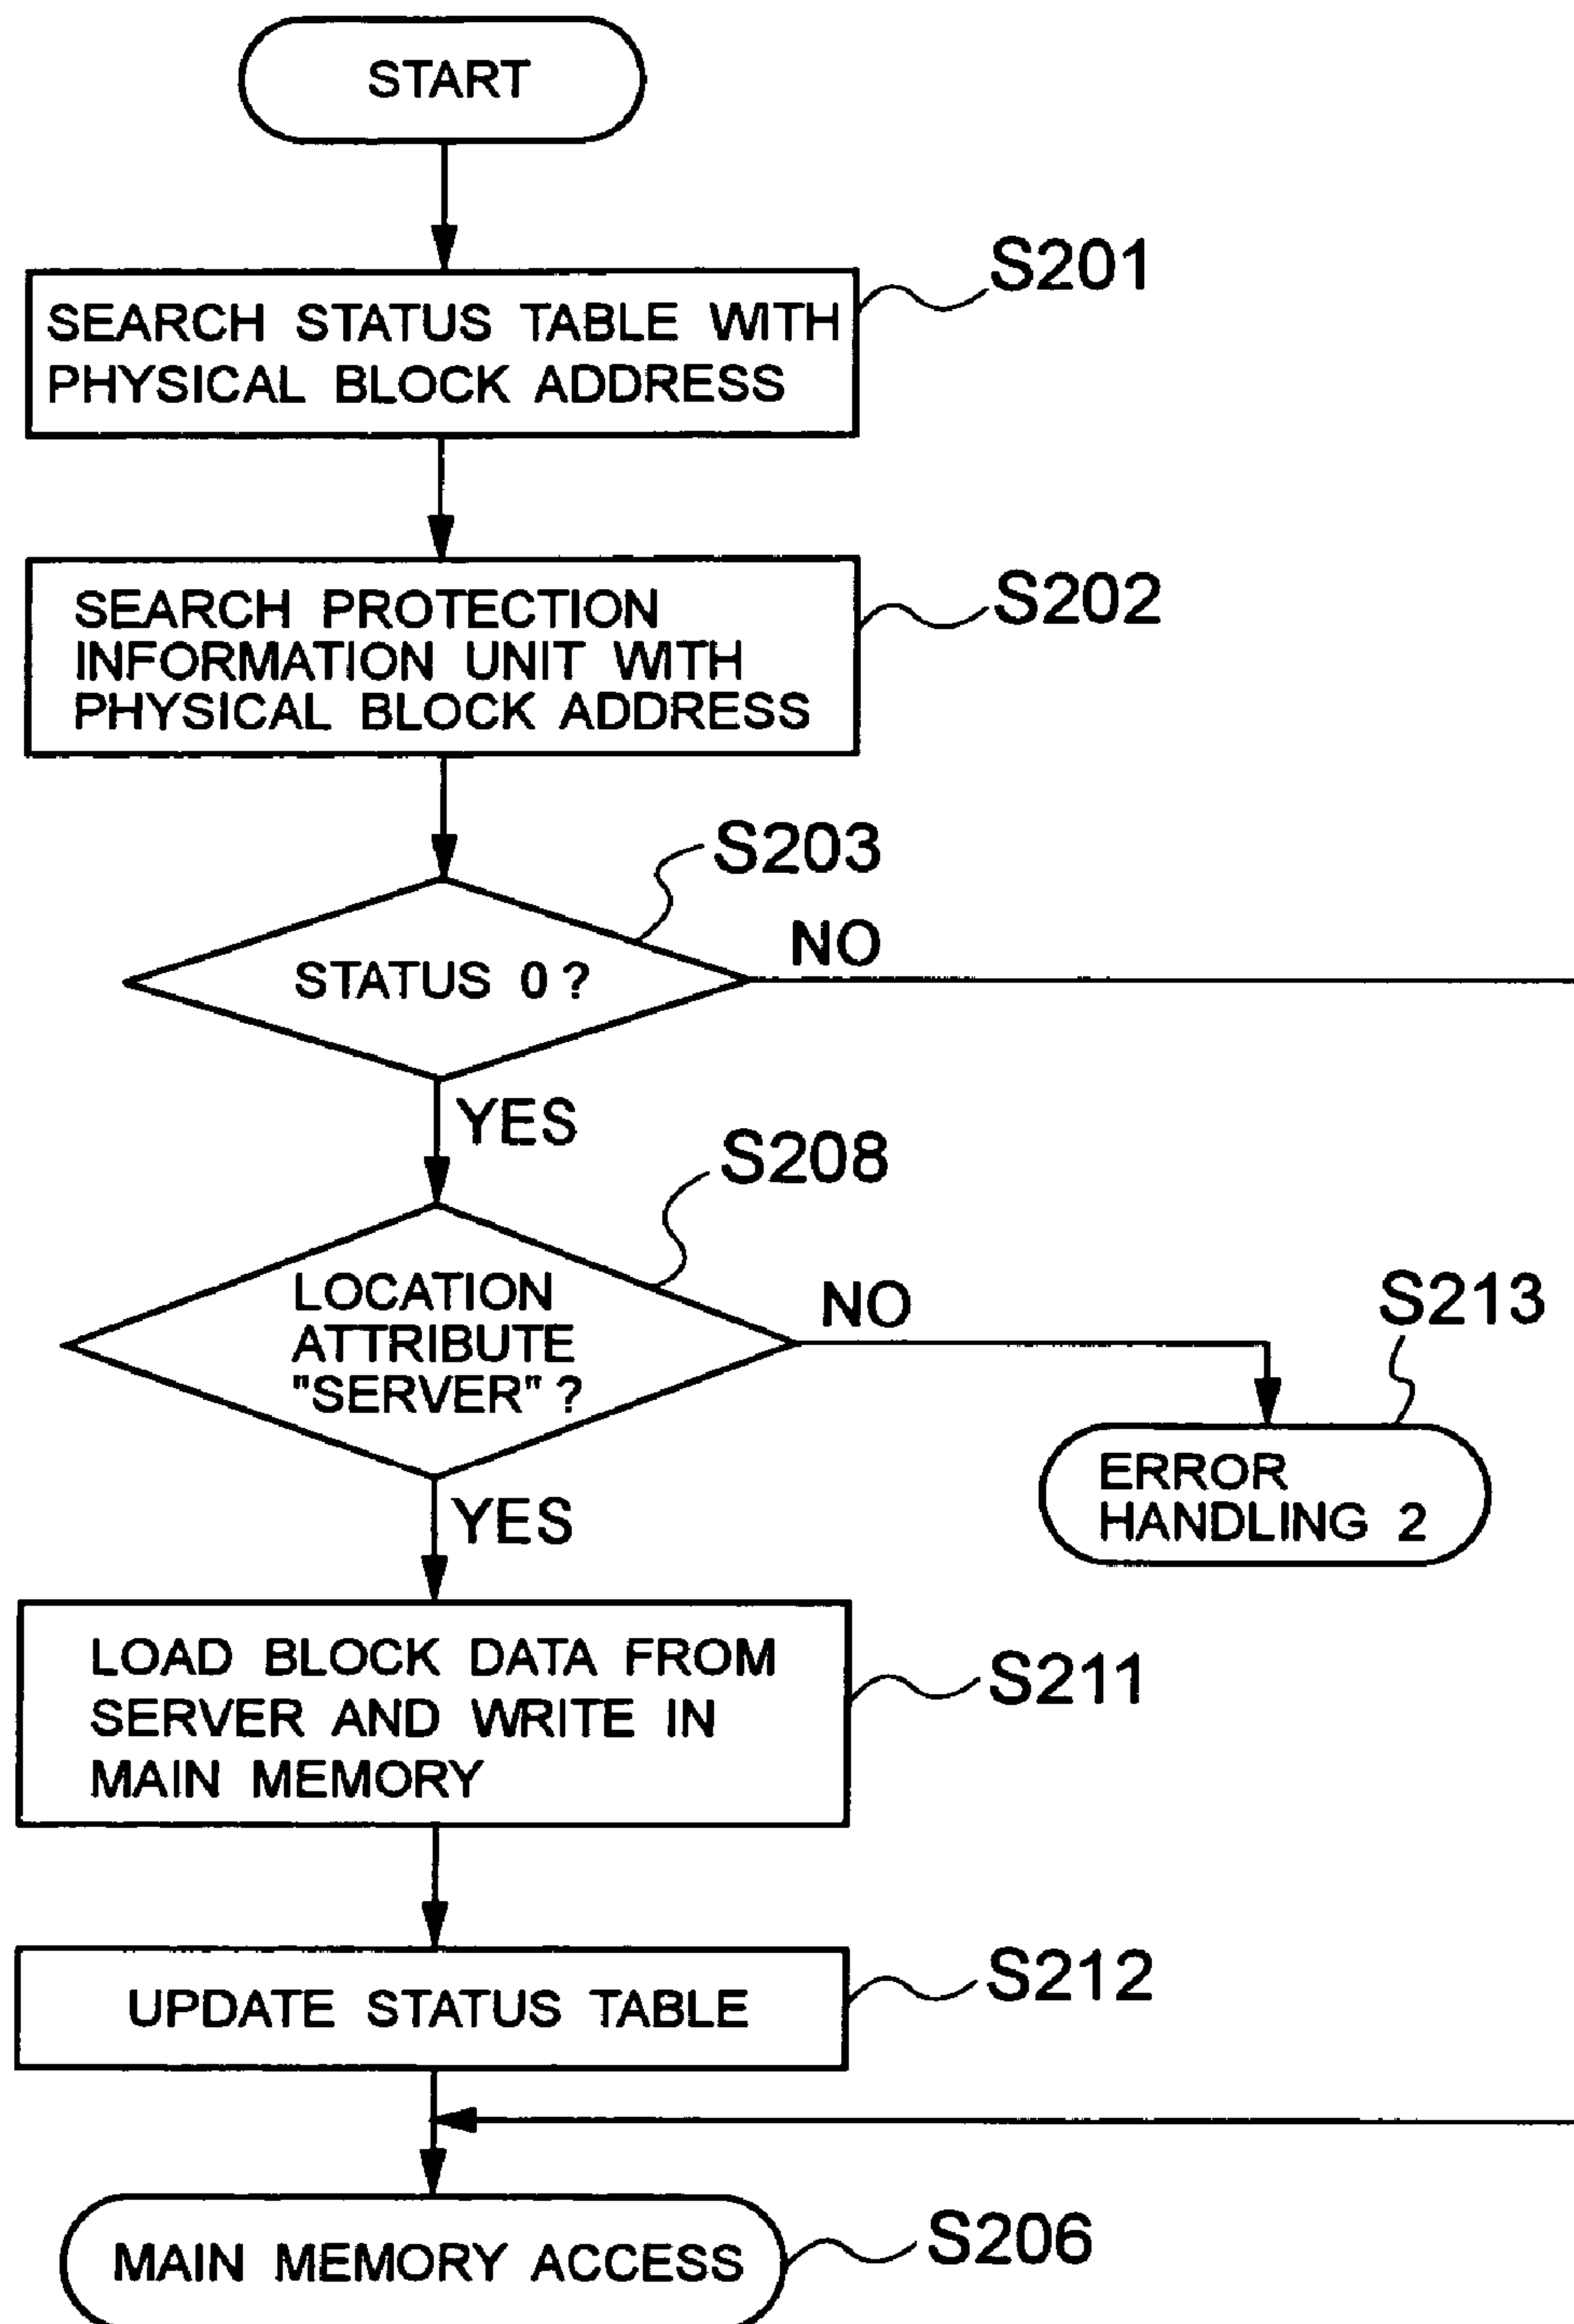 START
S201
SEARCH STATUS TABLE WITH
PHYSICAL BLOCK ADDRESS
S202
SEARCH PROTECTION
INFORMATION UNIT WITH
PHYSICAL BLOCK ADDRESS
S203
NO
STATUS 0 ?
YES
S208
LOCATION
ATTRIBUTE
"SERVER" ?
NO
S213
ERROR
HANDLING 2
YES
LOAD BLOCK DATA FROM
SERVER AND WRITE IN
MAIN MEMORY
S211
UPDATE STATUS TABLE
S212
MAIN MEMORY ACCESS
S206